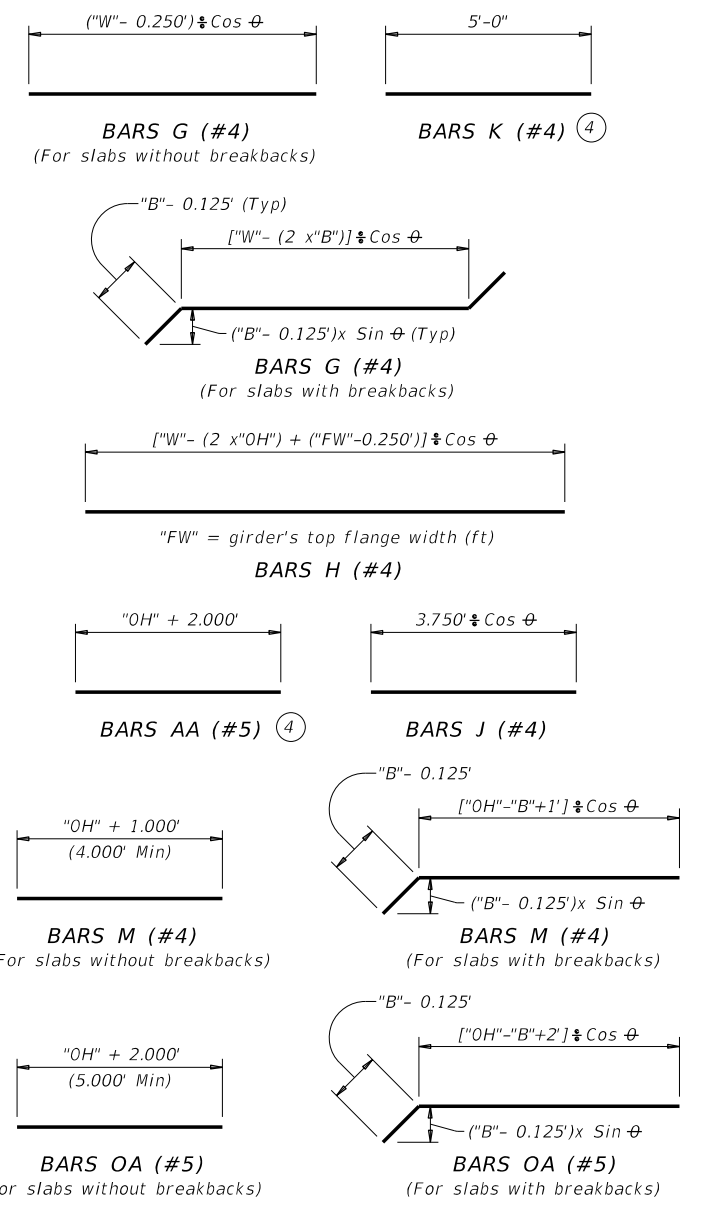 ("W"- 0.250') ÷ Cos θ
5'-0"
BARS G (#4)
BARS K (#4) 4
(For slabs without breakbacks)
"B"- 0.125' (Typ)
["W"- (2 x"B")] ÷ Cos θ
("B"- 0.125')x Sin θ (Typ)
BARS G (#4)
(For slabs with breakbacks)
["W"- (2 x"OH") + ("FW"-0.250')] ÷ Cos θ
"FW" = girder's top flange width (ft)
BARS H (#4)
"OH" + 2.000'
3.750' ÷ Cos θ
BARS AA (#5) 4
BARS J (#4)
"B"- 0.125'
"OH" + 1.000'
(4.000' Min)
["OH"-"B"+1'] ÷ Cos θ
("B"- 0.125')x Sin θ
BARS M (#4)
BARS M (#4)
For slabs without breakbacks)
(For slabs with breakbacks)
"B"- 0.125'
"OH" + 2.000'
(5.000' Min)
["OH"-"B"+2'] ÷ Cos θ
("B"- 0.125')x Sin θ
BARS OA (#5)
BARS OA (#5)
or slabs without breakbacks)
(For slabs with breakbacks)